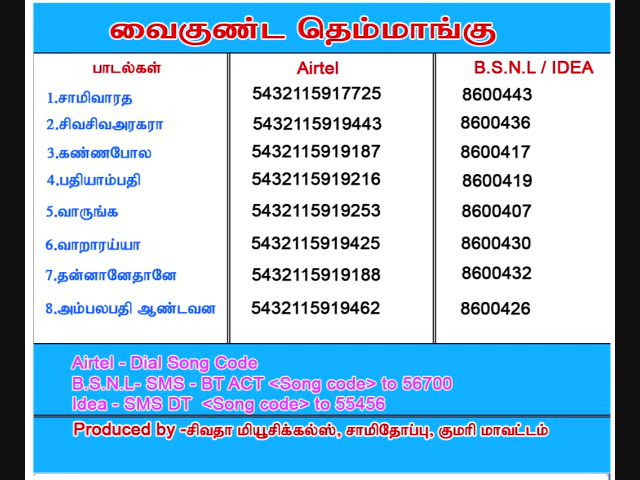 வைகுண்ட தெம்மாங்கு
பாடல்கள் Airtel B.S.N.L / IDEA
1.சாமிவாரத 5432115917725 8600443
2.சிவசிவஅரகரா 5432115919443 8600436
3.கண்ணபோல 5432115919187 8600417
4.பதியாம்பதி 5432115919216 8600419
5.வாருங்க 5432115919253 8600407
6.வாறாரய்யா 5432115919425 8600430
7.தன்னானேதானே 5432115919188 8600432
8.அம்பலபதி ஆண்டவன 5432115919462 8600426
Airtel - Dial Song Code
B.S.N.L- SMS - BT ACT <Song code> to 56700
Idea - SMS DT <Song code> to 55456
Produced by -சிவதா மியூசிக்கல்ஸ், சாமிதோப்பு, குமரி மாவட்டம்